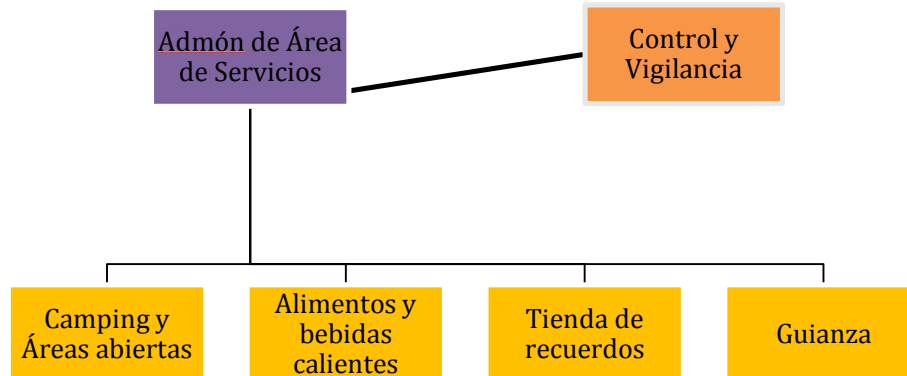 Admón de Área
de Servicios
Control y
Vigilancia
Camping y
Áreas abiertas
Alimentos y
bebidas
calientes
Tienda de
recuerdos
Guianza